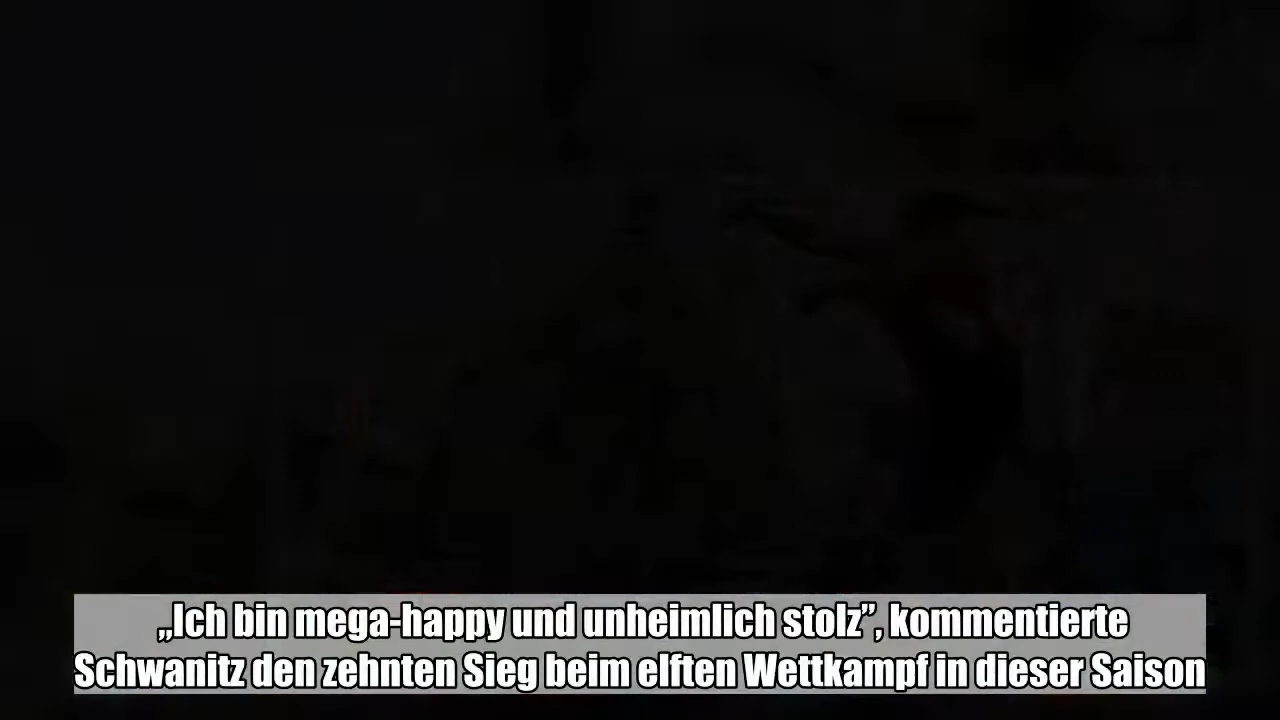 „Ich bin mega-happy und unheimlich stolz”, kommentierte
Schwanitz den zehnten Sieg beim elften Wettkampf in dieser Saison